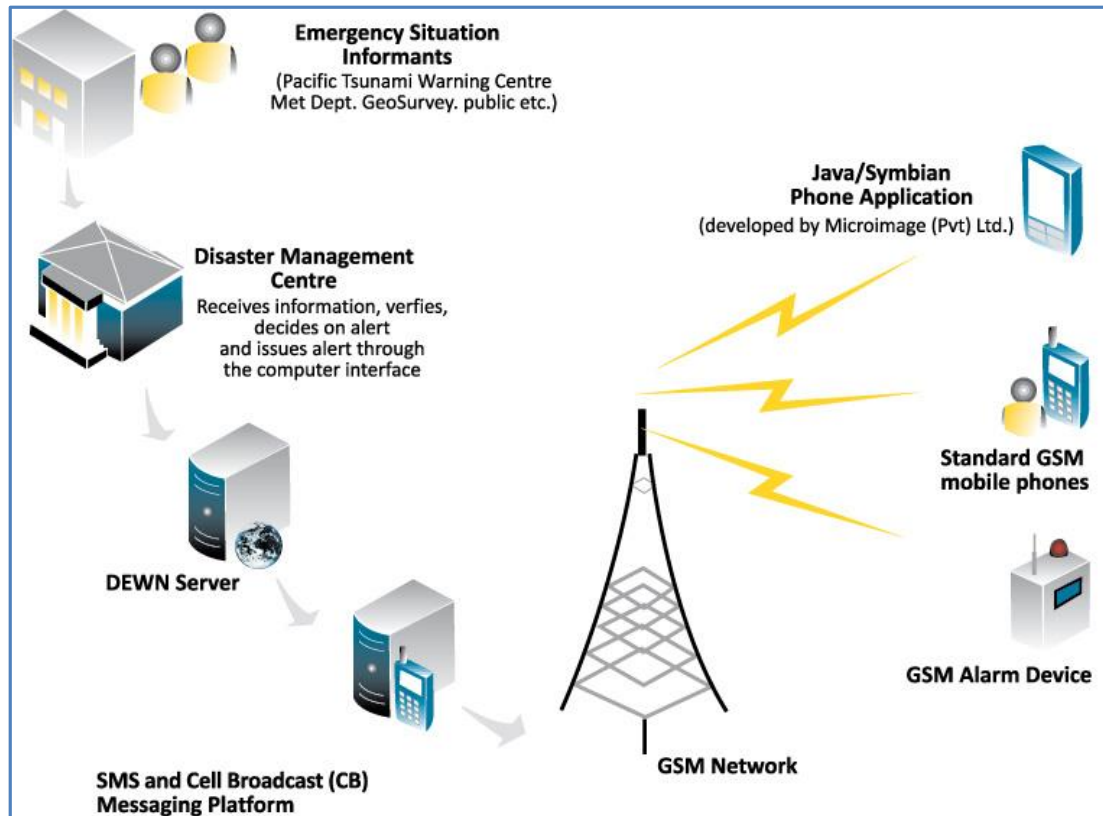 Emergency Situation
Informants
(Pacific Tsunami Warning Centre
Met Dept. GeoSurvey. public etc.)
Java/Symbian
Phone Application
(developed by Microimage (Pvt) Ltd.)
Disaster Management
Centre
Receives information, verfies,
decides on alert
and issues alert through
the computer interface
Standard GSM
mobile phones
DEWN Server
GSM Alarm Device
GSM Network
SMS and Cell Broadcast (CB)
Messaging Platform